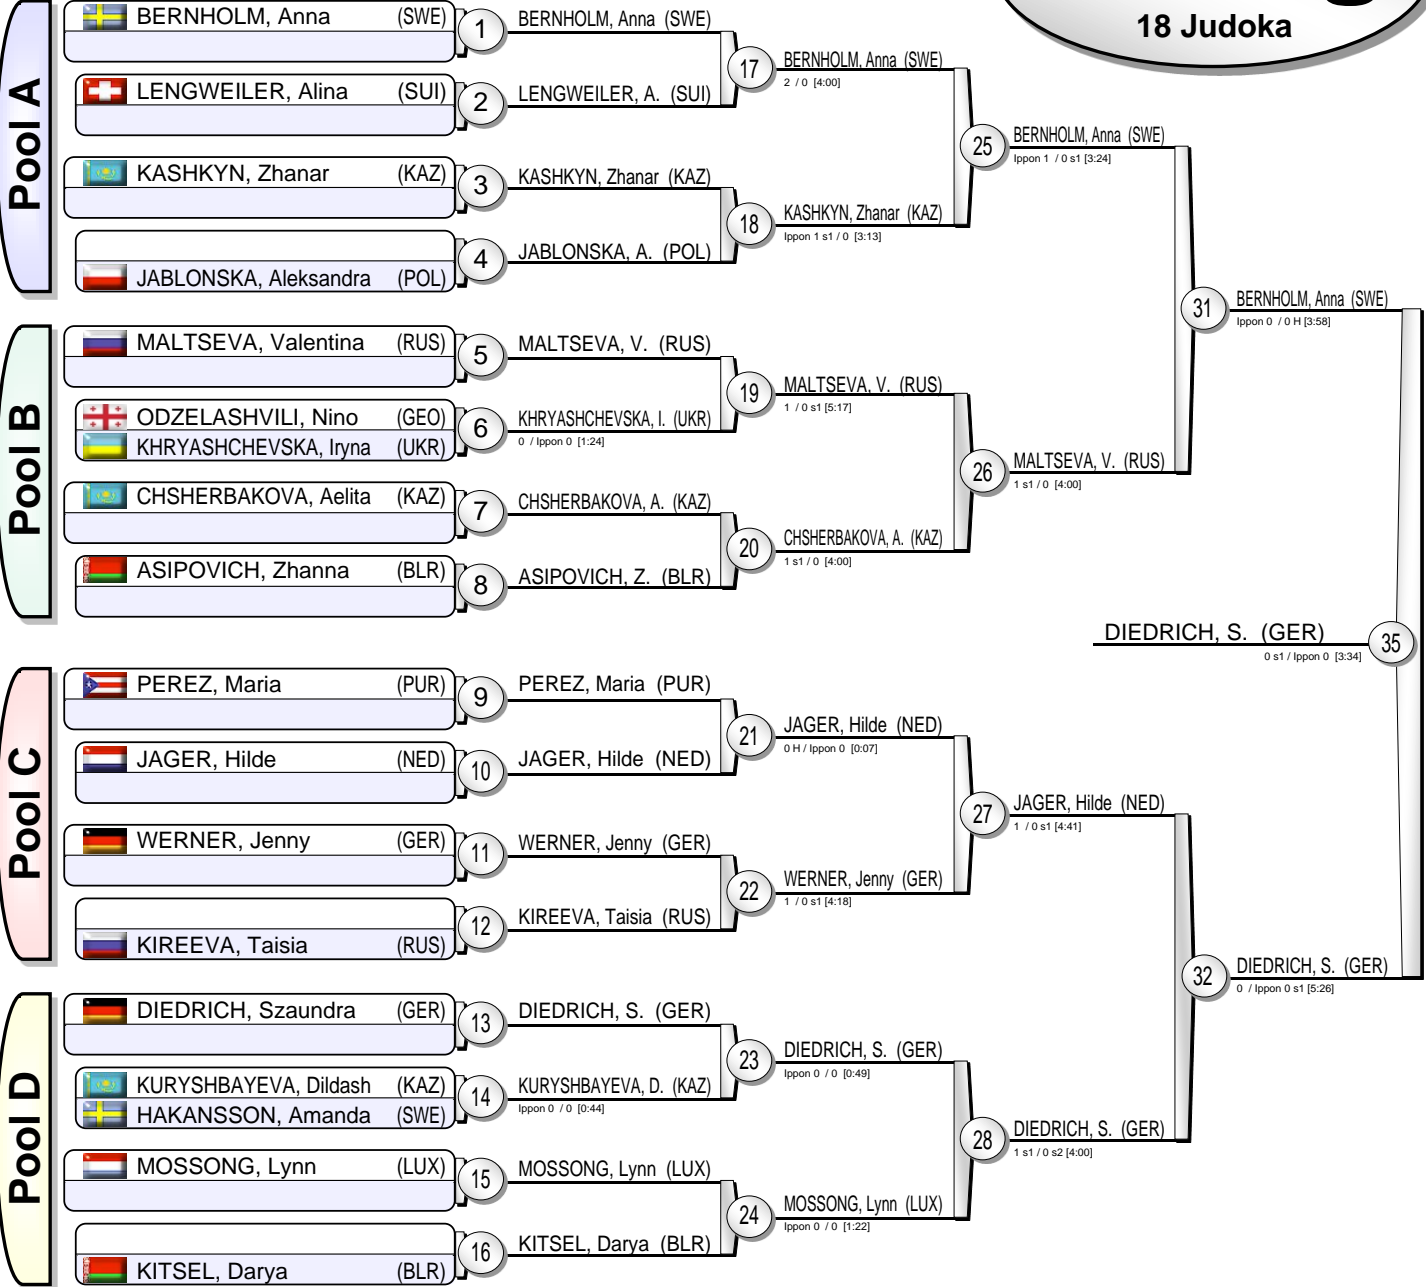 18 Judoka
Pool A
BERNHOLM, Anna (SWE)
1
LENGWEILER, Alina (SUI)
2
KASHKYN, Zhanar (KAZ)
3
4
JABLONSKA, Aleksandra (POL)
Pool B
MALTSEVA, Valentina (RUS)
5
ODZELASHVILI, Nino (GEO)
6
KHRYASHCHEVSKA, Iryna (UKR)
CHSHERBAKOVA, Aelita (KAZ)
7
ASIPOVICH, Zhanna (BLR)
8
Pool C
PEREZ, Maria (PUR)
9
JAGER, Hilde (NED)
10
WERNER, Jenny (GER)
11
12
KIREEVA, Taisia (RUS)
Pool D
DIEDRICH, Szaundra (GER)
13
KURYSHBAYEVA, Dildash (KAZ)
14
HAKANSSON, Amanda (SWE)
MOSSONG, Lynn (LUX)
15
16
KITSEL, Darya (BLR)
BERNHOLM, Anna (SWE)
17
LENGWEILER, A. (SUI)
KASHKYN, Zhanar (KAZ)
18
JABLONSKA, A. (POL)
MALTSEVA, V. (RUS)
19
KHRYASHCHEVSKA, I. (UKR)
0 / Ippon 0 [1:24]
CHSHERBAKOVA, A. (KAZ)
20
ASIPOVICH, Z. (BLR)
PEREZ, Maria (PUR)
21
JAGER, Hilde (NED)
WERNER, Jenny (GER)
22
KIREEVA, Taisia (RUS)
DIEDRICH, S. (GER)
23
KURYSHBAYEVA, D. (KAZ)
Ippon 0 / 0 [0:44]
MOSSONG, Lynn (LUX)
24
KITSEL, Darya (BLR)
BERNHOLM, Anna (SWE)
2 / 0 [4:00]
25
KASHKYN, Zhanar (KAZ)
Ippon 1 s1 / 0 [3:13]
MALTSEVA, V. (RUS)
1 / 0 s1 [5:17]
26
CHSHERBAKOVA, A. (KAZ)
1 s1 / 0 [4:00]
JAGER, Hilde (NED)
0 H / Ippon 0 [0:07]
27
WERNER, Jenny (GER)
1 / 0 s1 [4:18]
DIEDRICH, S. (GER)
Ippon 0 / 0 [0:49]
28
MOSSONG, Lynn (LUX)
Ippon 0 / 0 [1:22]
BERNHOLM, Anna (SWE)
Ippon 1 / 0 s1 [3:24]
31
MALTSEVA, V. (RUS)
1 s1 / 0 [4:00]
JAGER, Hilde (NED)
1 / 0 s1 [4:41]
32
DIEDRICH, S. (GER)
1 s1 / 0 s2 [4:00]
BERNHOLM, Anna (SWE)
Ippon 0 / 0 H [3:58]
DIEDRICH, S. (GER)
35
0 s1 / Ippon 0 [3:34]
DIEDRICH, S. (GER)
0 / Ippon 0 s1 [5:26]